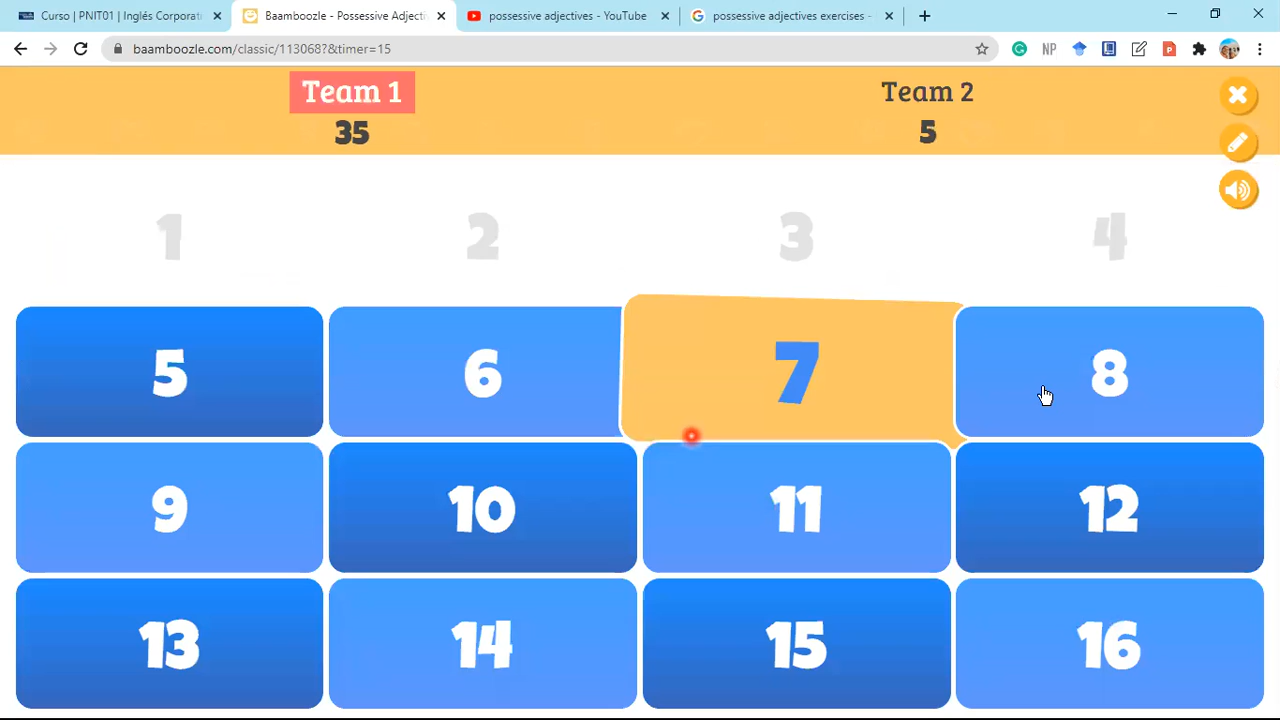 Curso | PNIT01 | Inglés Corporat
Baamboozle - Possessive Adjecti
possessive adjectives - YouTube
possessive adjectives exercises -
baamboozle.com/classic/113068?&timer=15
NP
Team 1
35
Team 2
5
1 2 3 4
5 6 7 8
9 10 11 12
13 14 15 16